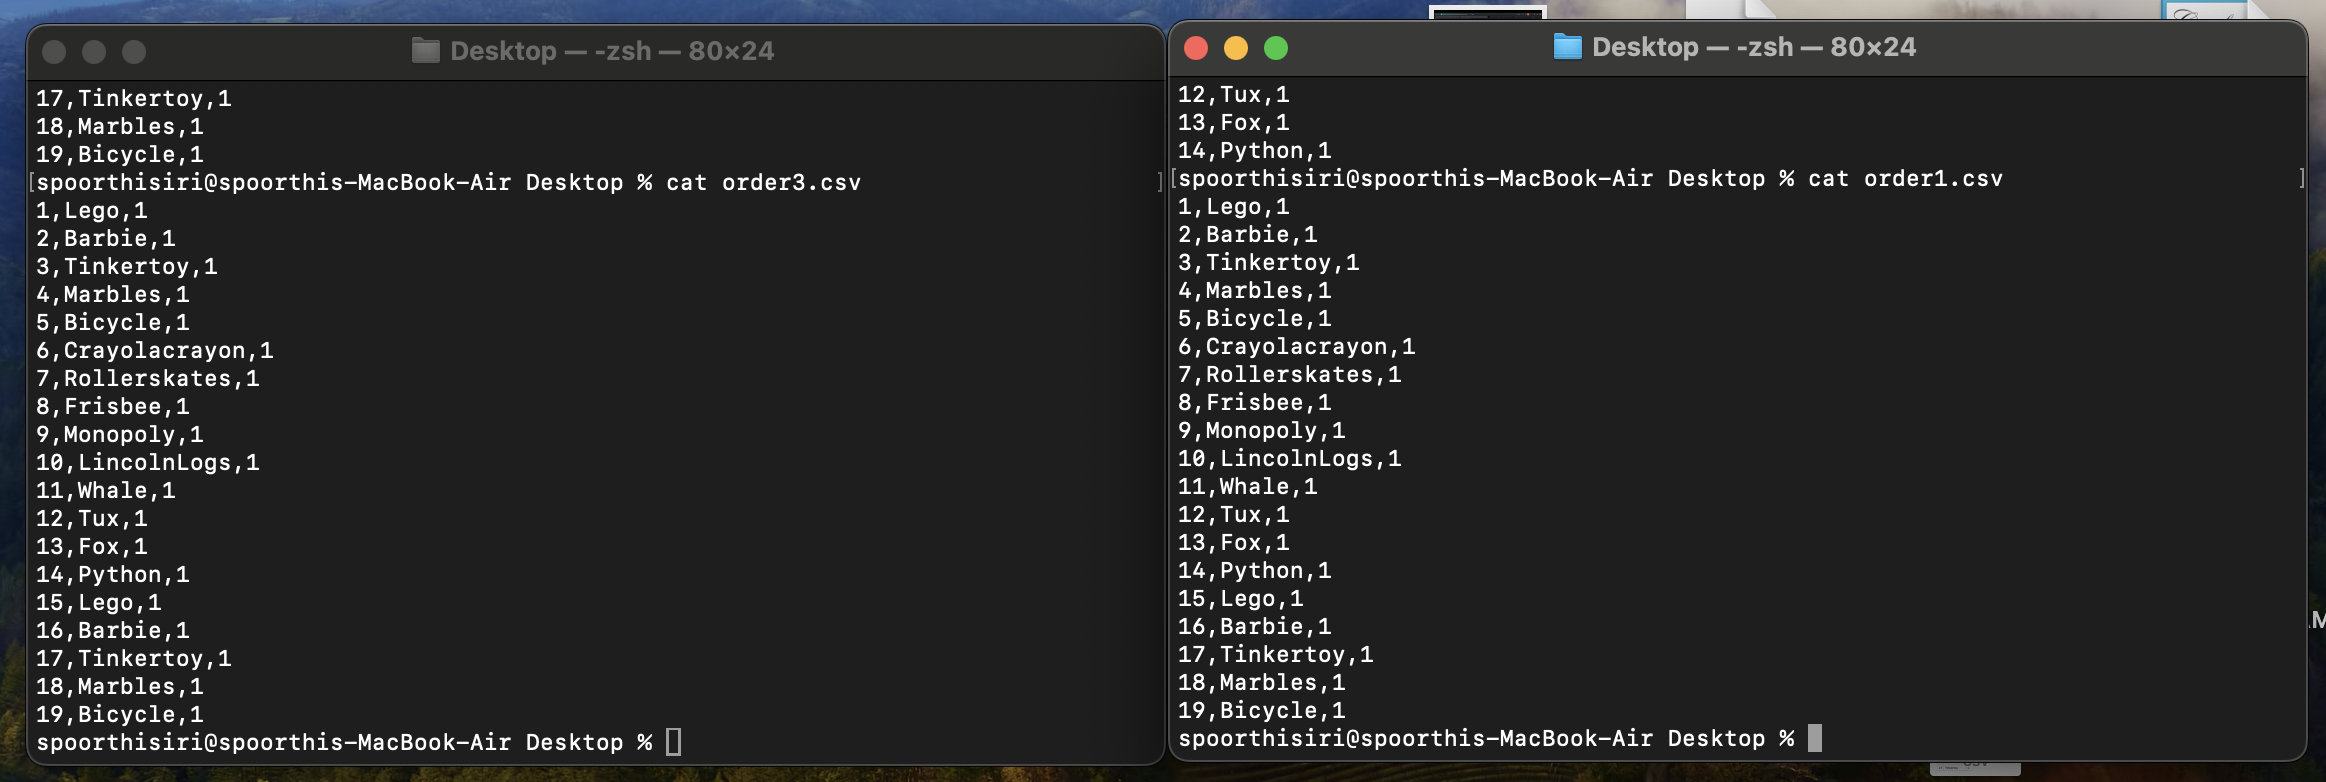 Desktop — -zsh — 80×24
17,Tinkertoy,1
18,Marbles,1
19,Bicycle,1
[spoorthisiri@spoorthis-MacBook-Air Desktop % cat order3.csv ]
1,Lego,1
2,Barbie,1
3,Tinkertoy,1
4,Marbles,1
5,Bicycle,1
6,Crayolacrayon,1
7,Rollerskates,1
8,Frisbee,1
9,Monopoly,1
10,LincolnLogs,1
11,Whale,1
12,Tux,1
13,Fox,1
14,Python,1
15,Lego,1
16,Barbie,1
17,Tinkertoy,1
18,Marbles,1
19,Bicycle,1
spoorthisiri@spoorthis-MacBook-Air Desktop %
Desktop — -zsh — 80×24
12,Tux,1
13,Fox,1
14,Python,1
[spoorthisiri@spoorthis-MacBook-Air Desktop % cat order1.csv ]
1,Lego,1
2,Barbie,1
3,Tinkertoy,1
4,Marbles,1
5,Bicycle,1
6,Crayolacrayon,1
7,Rollerskates,1
8,Frisbee,1
9,Monopoly,1
10,LincolnLogs,1
11,Whale,1
12,Tux,1
13,Fox,1
14,Python,1
15,Lego,1
16,Barbie,1
17,Tinkertoy,1
18,Marbles,1
19,Bicycle,1
spoorthisiri@spoorthis-MacBook-Air Desktop %